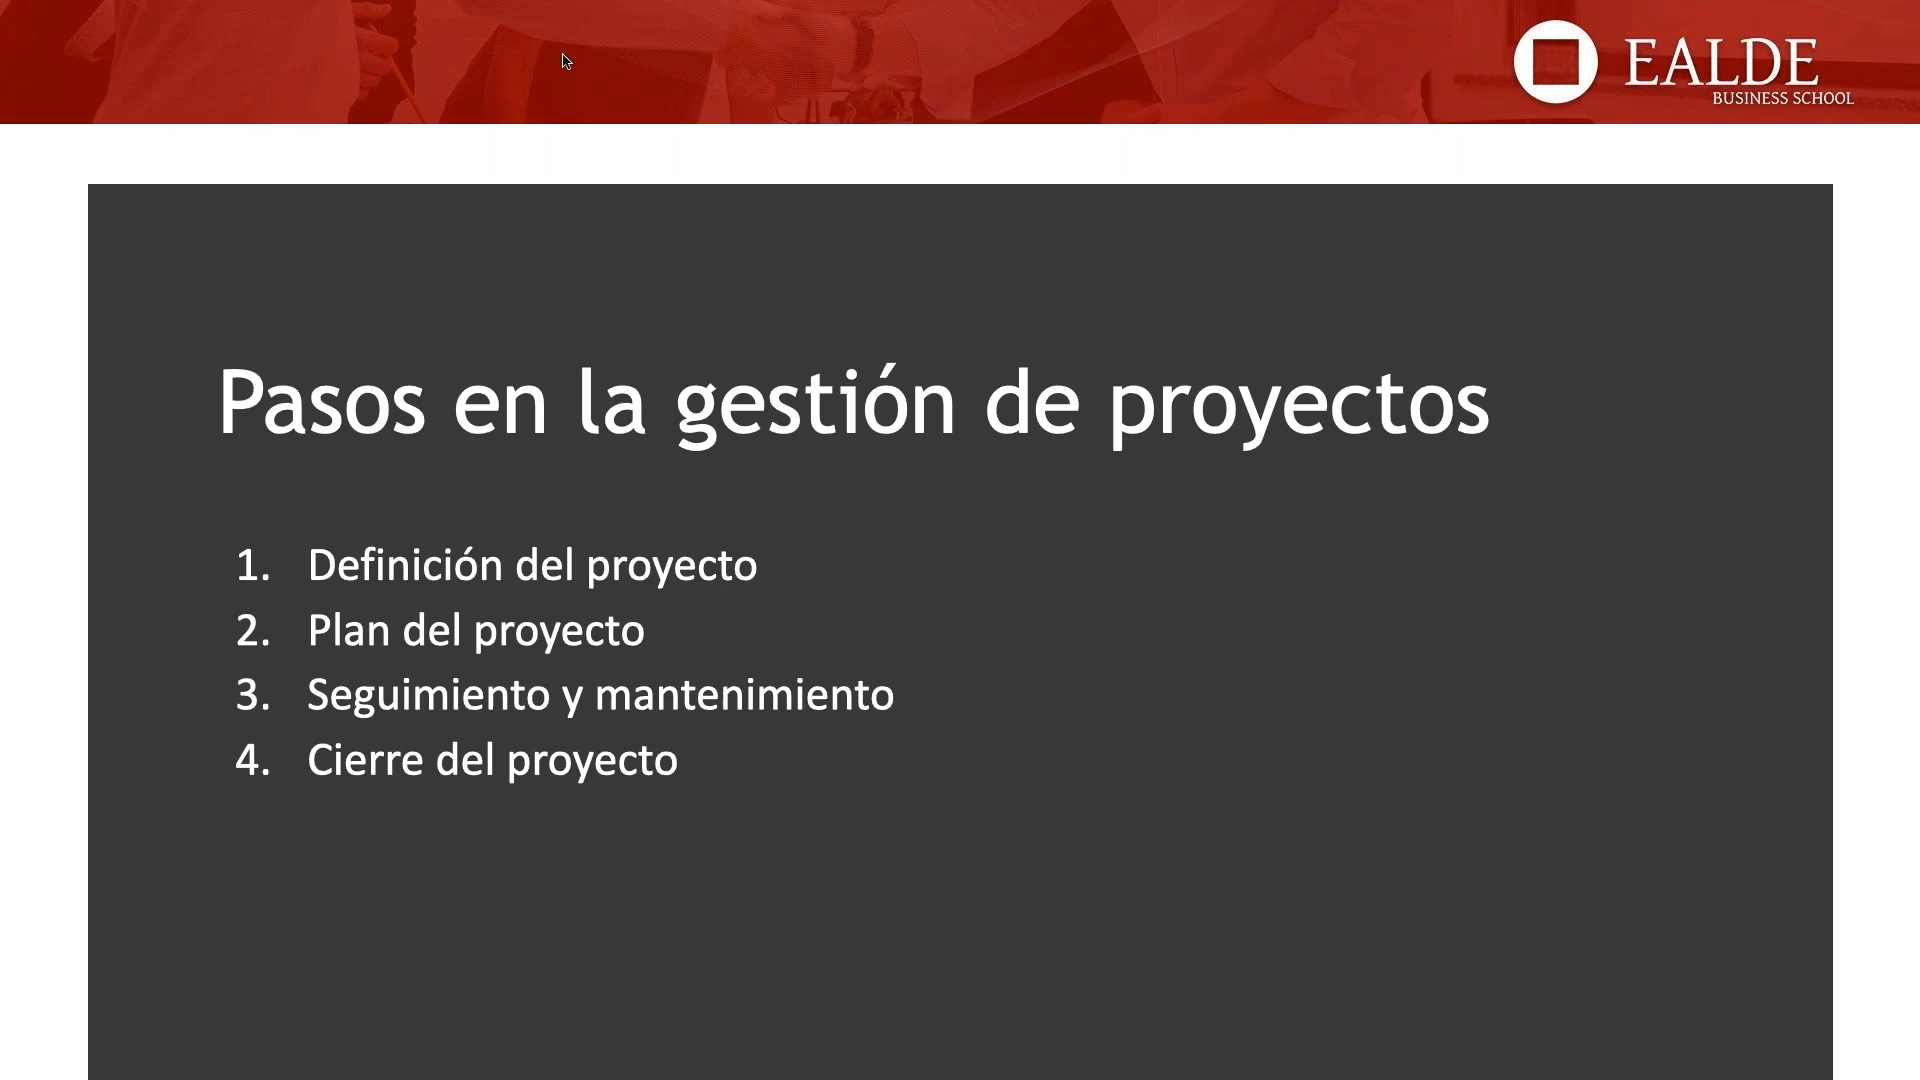 EALDE
BUSINESS SCHOOL
Pasos en la gestión de proyectos
1. Definición del proyecto
2. Plan del proyecto
3. Seguimiento y mantenimiento
4. Cierre del proyecto